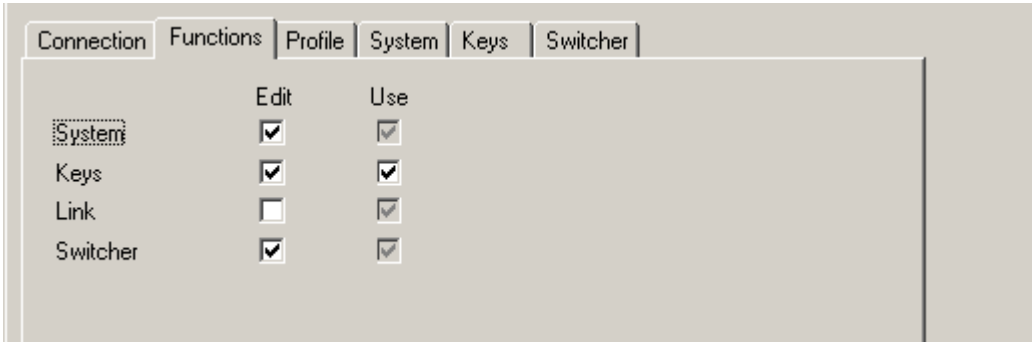 Connection Functions Profile System Keys Switcher
Edit Use
System
Keys
Link
Switcher